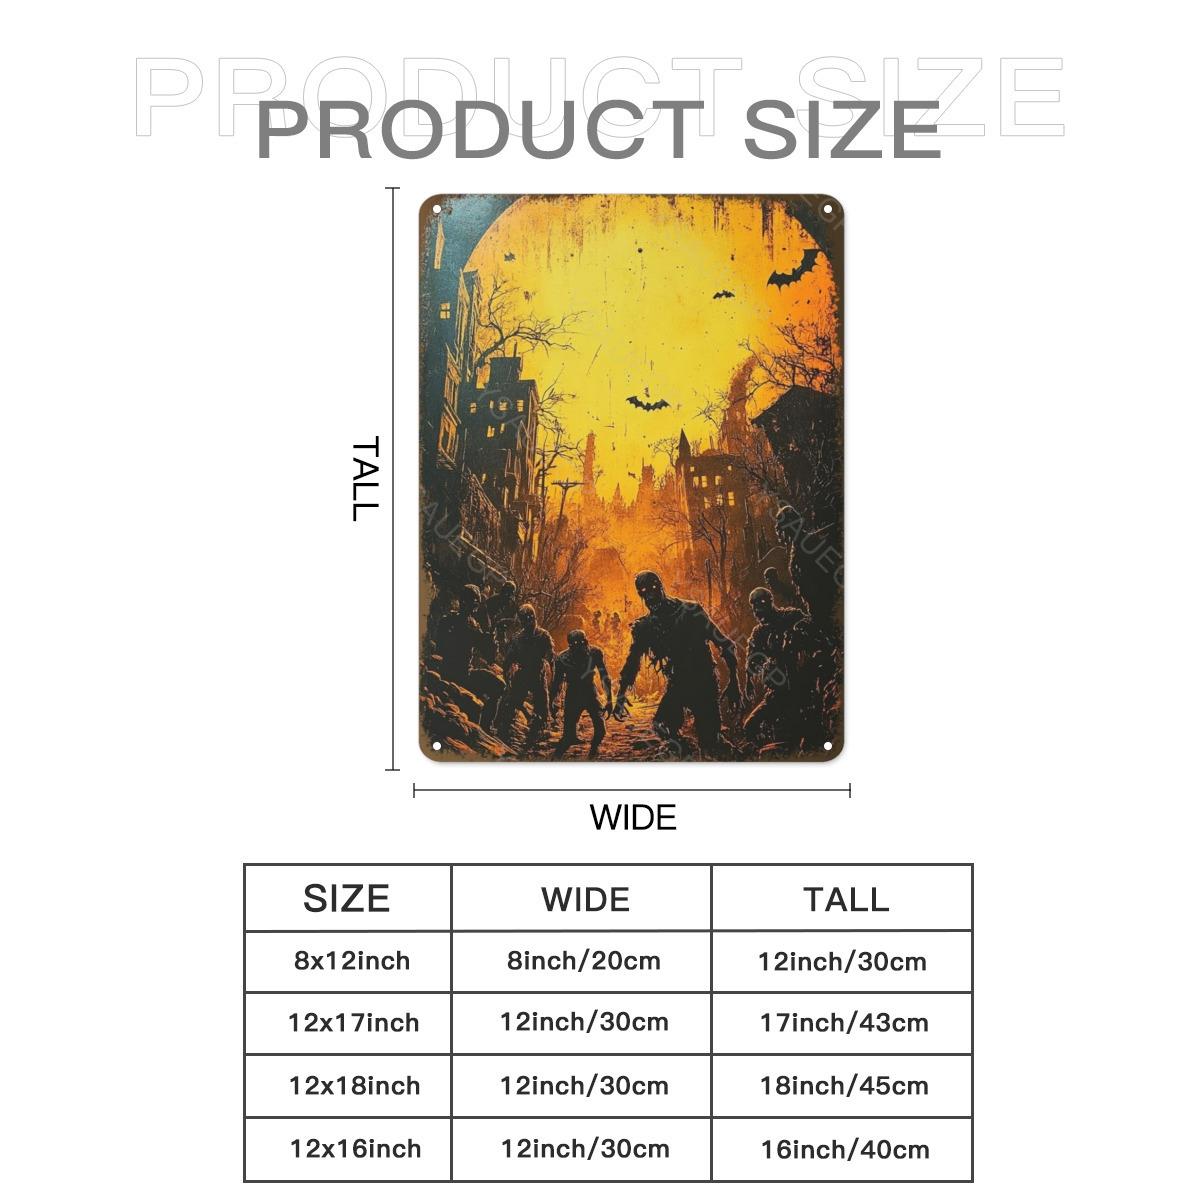 PRODUCT SIZE
PRODUCT SIZE
TALL
WIDE
SIZE WIDE TALL
8x12inch 8inch/20cm 12inch/30cm
12x17inch 12inch/30cm 17inch/43cm
12x18inch 12inch/30cm 18inch/45cm
12x16inch 12inch/30cm 16inch/40cm